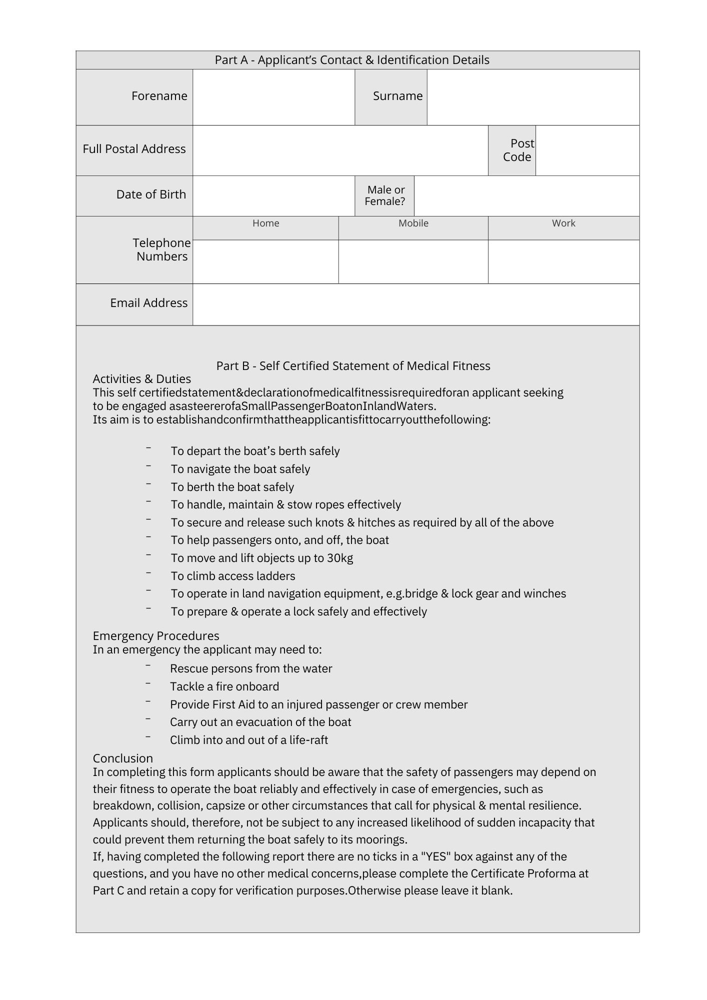 Part A - Applicant’s Contact & Identification Details
Forename
Surname
Full Postal Address
Post
Code
Date of Birth
Male or
Female?
Telephone
Numbers
Home
Mobile
Work
Email Address
Part B - Self Certified Statement of Medical Fitness
Activities & Duties
This self certifiedstatement&declarationofmedicalfitnessisrequiredforan applicant seeking
to be engaged asasteererofaSmallPassengerBoatonInlandWaters.
Its aim is to establishandconfirmthattheapplicantisfittocarryoutthefollowing:
– To depart the boat’s berth safely
– To navigate the boat safely
– To berth the boat safely
– To handle, maintain & stow ropes effectively
– To secure and release such knots & hitches as required by all of the above
– To help passengers onto, and off, the boat
– To move and lift objects up to 30kg
– To climb access ladders
– To operate in land navigation equipment, e.g.bridge & lock gear and winches
– To prepare & operate a lock safely and effectively
Emergency Procedures
In an emergency the applicant may need to:
– Rescue persons from the water
– Tackle a fire onboard
– Provide First Aid to an injured passenger or crew member
– Carry out an evacuation of the boat
– Climb into and out of a life-raft
Conclusion
In completing this form applicants should be aware that the safety of passengers may depend on
their fitness to operate the boat reliably and effectively in case of emergencies, such as
breakdown, collision, capsize or other circumstances that call for physical & mental resilience.
Applicants should, therefore, not be subject to any increased likelihood of sudden incapacity that
could prevent them returning the boat safely to its moorings.
If, having completed the following report there are no ticks in a "YES" box against any of the
questions, and you have no other medical concerns,please complete the Certificate Proforma at
Part C and retain a copy for verification purposes.Otherwise please leave it blank.